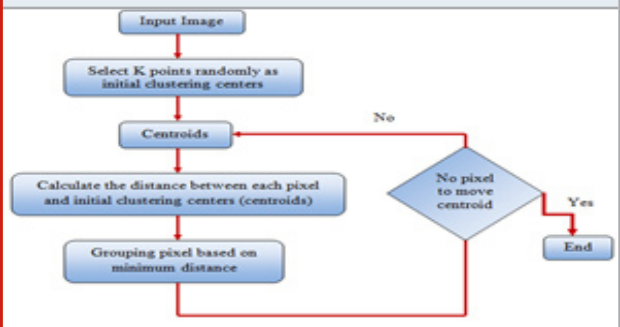 Input Image
Select K points randomly as
initial clustering centers
Centroids
Calculate the distance between each pixel
and initial clustering centers (centroids)
Grouping pixel based on
minimum distance
No
No pixel
to move
centroid
Yes
End